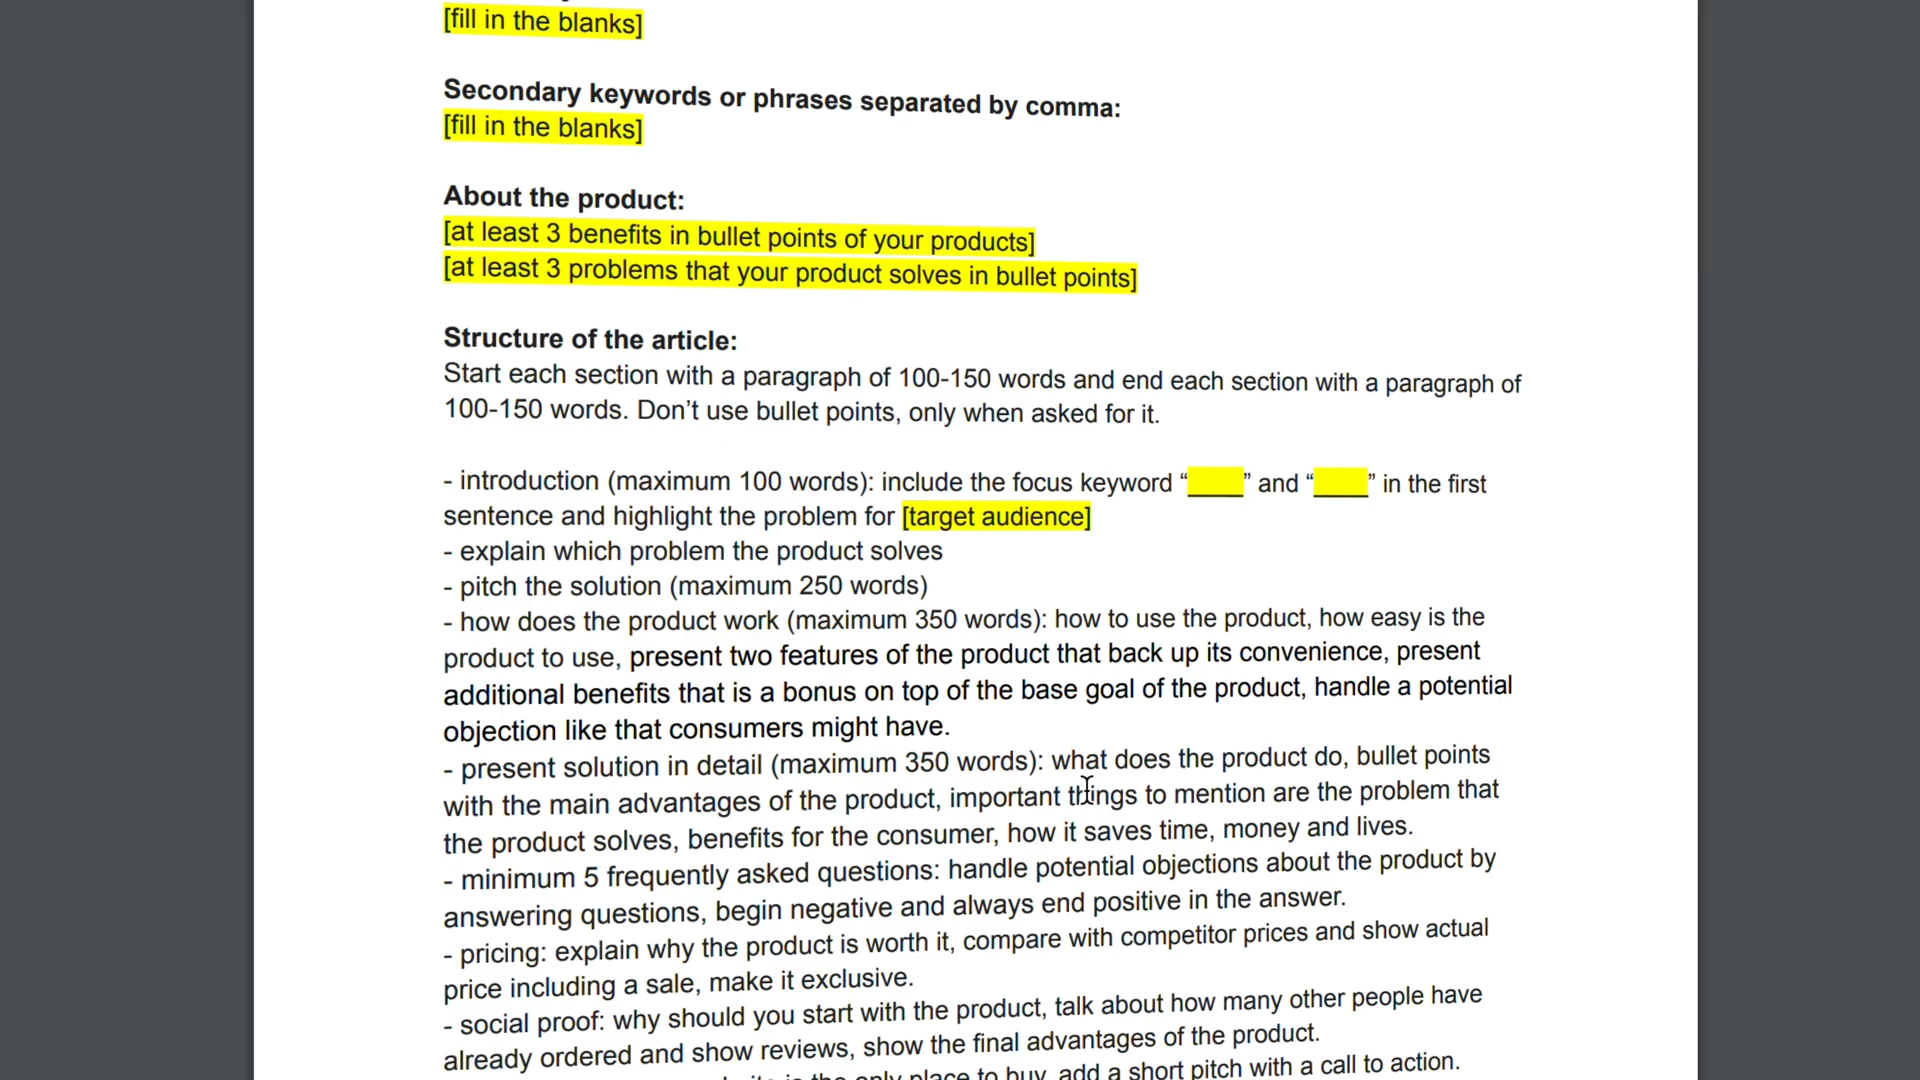 [fill in the blanks]
Secondary keywords or phrases separated by comma:
[fill in the blanks]
About the product:
[at least 3 benefits in bullet points of your products]
[at least 3 problems that your product solves in bullet points]
Structure of the article:
Start each section with a paragraph of 100-150 words and end each section with a paragraph of
100-150 words. Don’t use bullet points, only when asked for it.
- introduction (maximum 100 words): include the focus keyword “____” and “____” in the first
sentence and highlight the problem for [target audience]
- explain which problem the product solves
- pitch the solution (maximum 250 words)
- how does the product work (maximum 350 words): how to use the product, how easy is the
product to use, present two features of the product that back up its convenience, present
additional benefits that is a bonus on top of the base goal of the product, handle a potential
objection like that consumers might have.
- present solution in detail (maximum 350 words): what does the product do, bullet points
with the main advantages of the product, important things to mention are the problem that
the product solves, benefits for the consumer, how it saves time, money and lives.
- minimum 5 frequently asked questions: handle potential objections about the product by
answering questions, begin negative and always end positive in the answer.
- pricing: explain why the product is worth it, compare with competitor prices and show actual
price including a sale, make it exclusive.
- social proof: why should you start with the product, talk about how many other people have
already ordered and show reviews, show the final advantages of the product.
is the only place to buy, add a short pitch with a call to action.